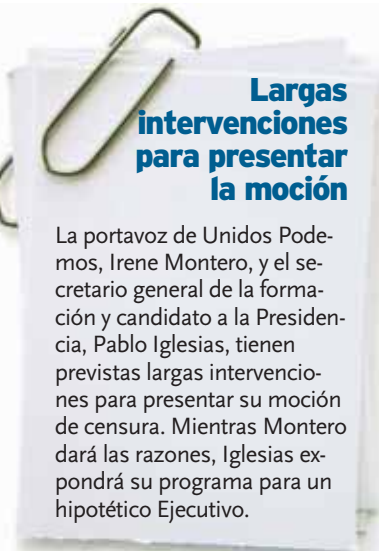 Largas
intervenciones
para presentar
la moción
La portavoz de Unidos Pode-
mos, Irene Montero, y el se-
cretario general de la forma-
ción y candidato a la Presiden-
cia, Pablo Iglesias, tienen
previstas largas intervencio-
nes para presentar su moción
de censura. Mientras Montero
dará las razones, Iglesias ex-
pondrá su programa para un
hipotético Ejecutivo.